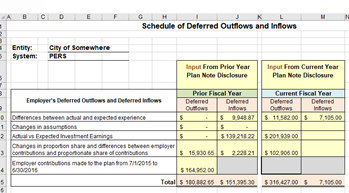 A B C D E F G H I J K L M N
Schedule of Deferred Outflows and Inflows
Entity: City of Somewhere
System: PERS
Input From Prior Year Plan Note Disclosure
Input From Current Year Plan Note Disclosure
Prior Fiscal Year
Current Fiscal Year
Employer's Deferred Outflows and Deferred Inflows
Deferred Outflows
Deferred Inflows
Deferred Outflows
Deferred Inflows
Differences between actual and expected experience $ - $ 9,948.87 $ 11,582.00 $ 7,105.00
Changes in assumptions $ - $ -
Actual vs Expected Investment Earnings $ - $ 139,218.22 $ 201,939.00
Changes in proportion share and differences between employer
contributions and proportionate share of contributions $ 15,930.65 $ 2,228.21 $ 102,906.00
Employer contributions made to the plan from 7/1/2015 to
6/30/2016 $ 164,952.00
Total $ 180,882.65 $ 151,395.30 $ 316,427.00 $ 7,105.00